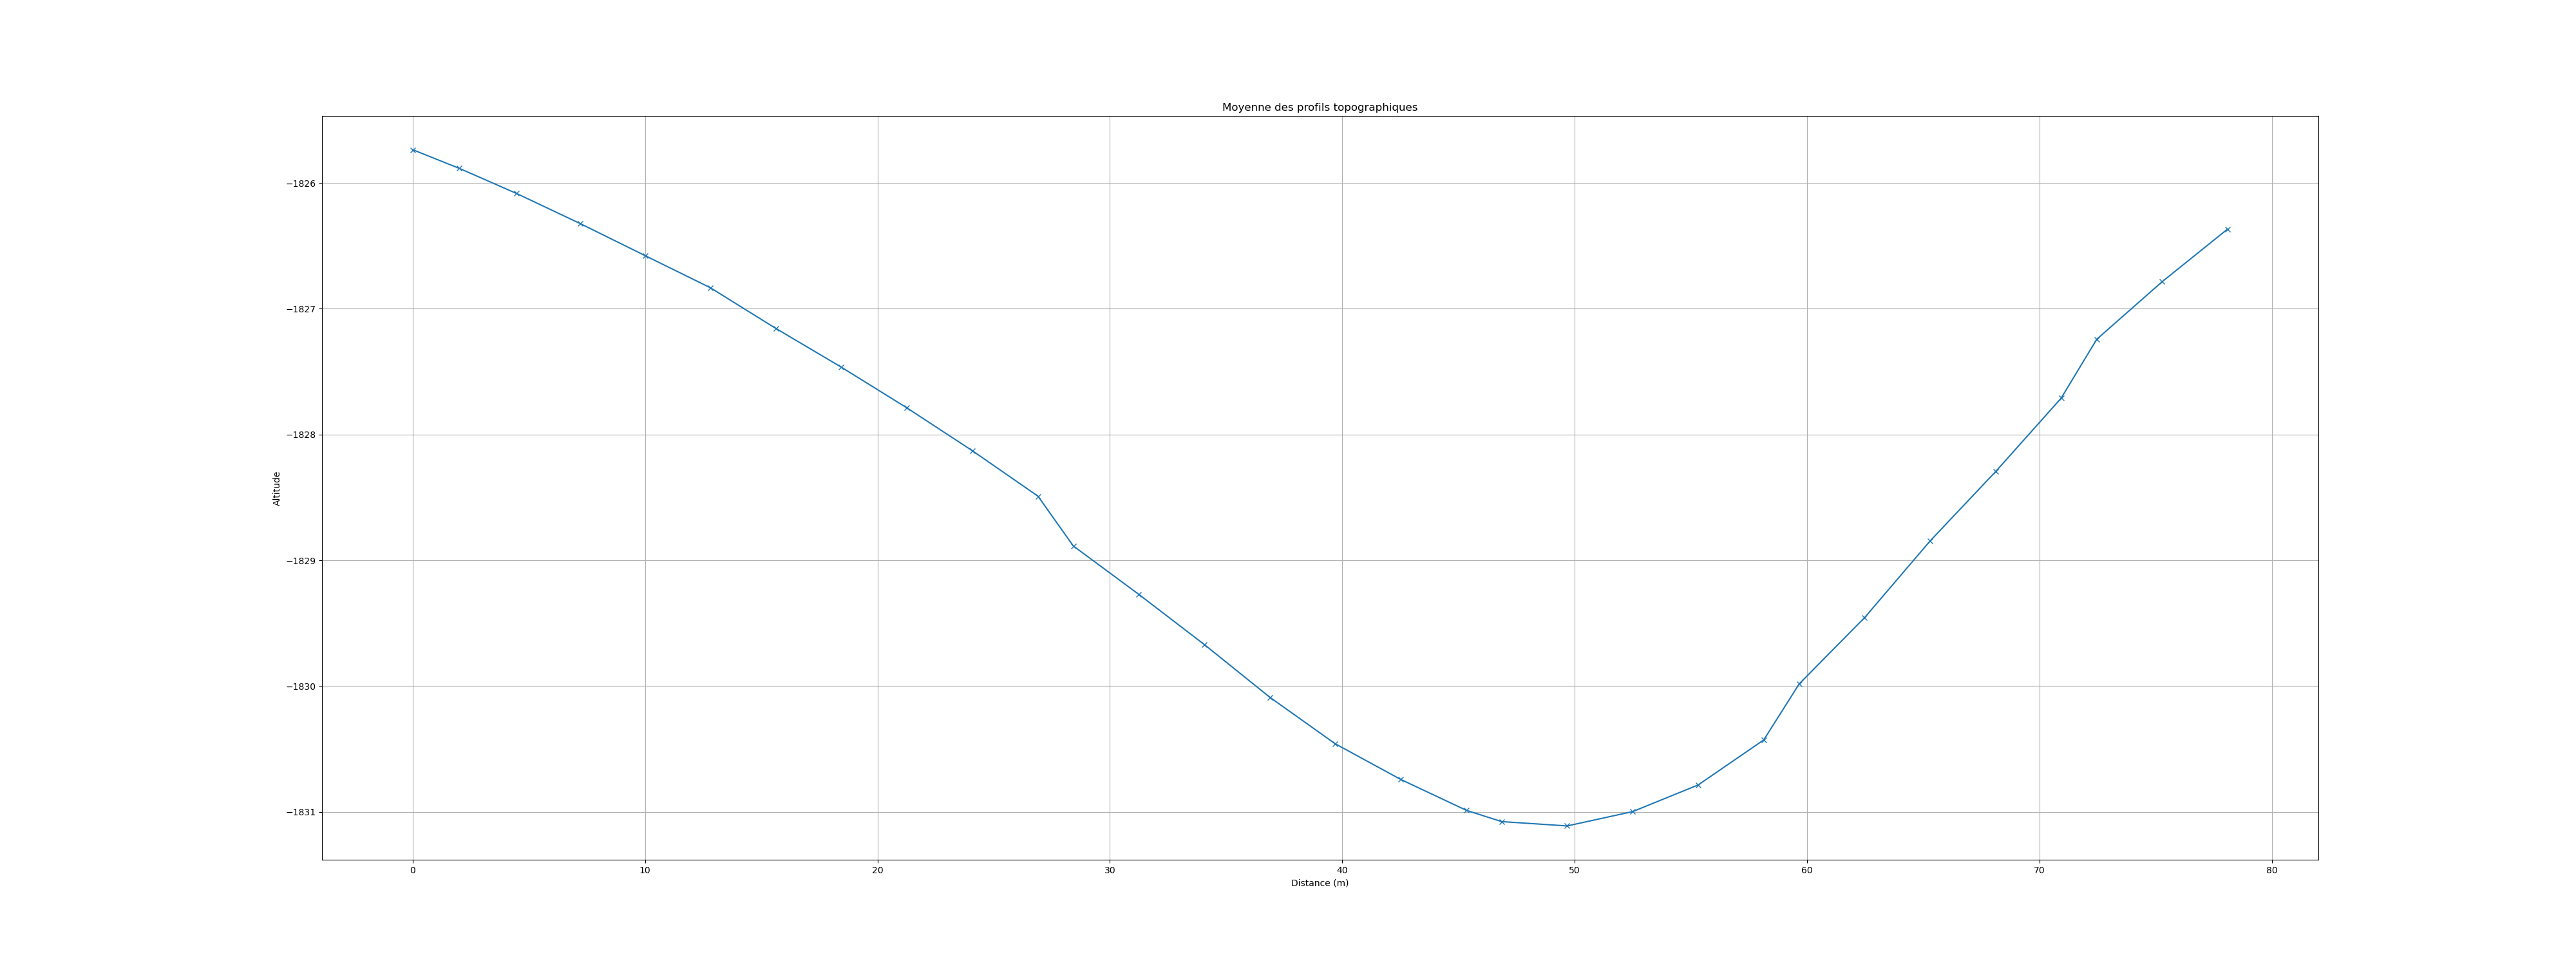 Moyenne des profils topographiques
−1826
−1827
−1828
−1829
−1830
−1831
Altitude
0 10 20 30 40 50 60 70 80
Distance (m)